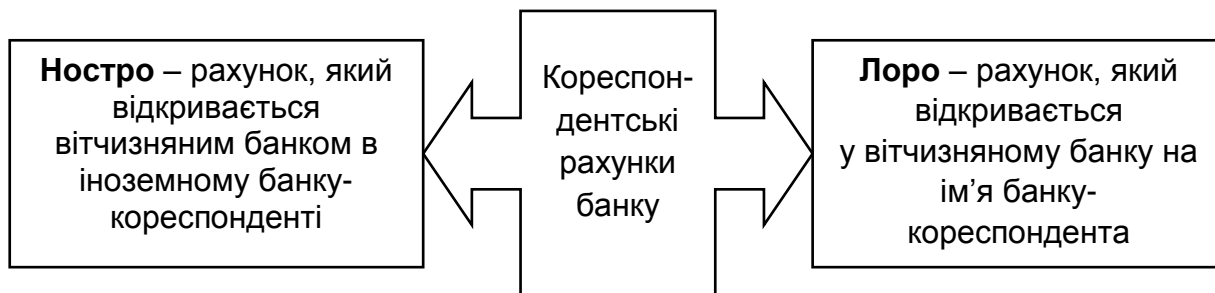 Ностро – рахунок, який
відкривається
вітчизняним банком в
іноземному банку-
кореспонденті
Кореспон-
дентські
рахунки
банку
Лоро – рахунок, який
відкривається
у вітчизняному банку на
ім’я банку-
кореспондента